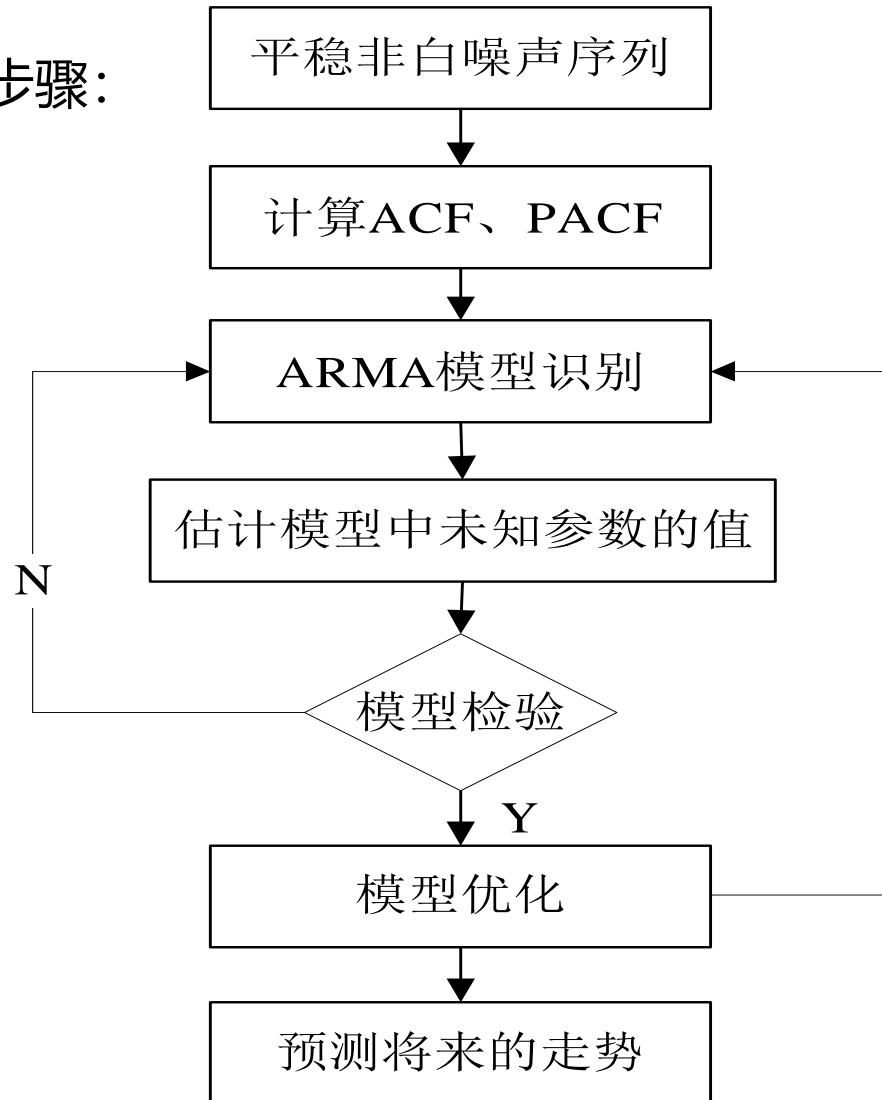 步骤：
平稳非白噪声序列
计算ACF、PACF
ARMA模型识别
估计模型中未知参数的值
N
模型检验
Y
模型优化
预测将来的走势